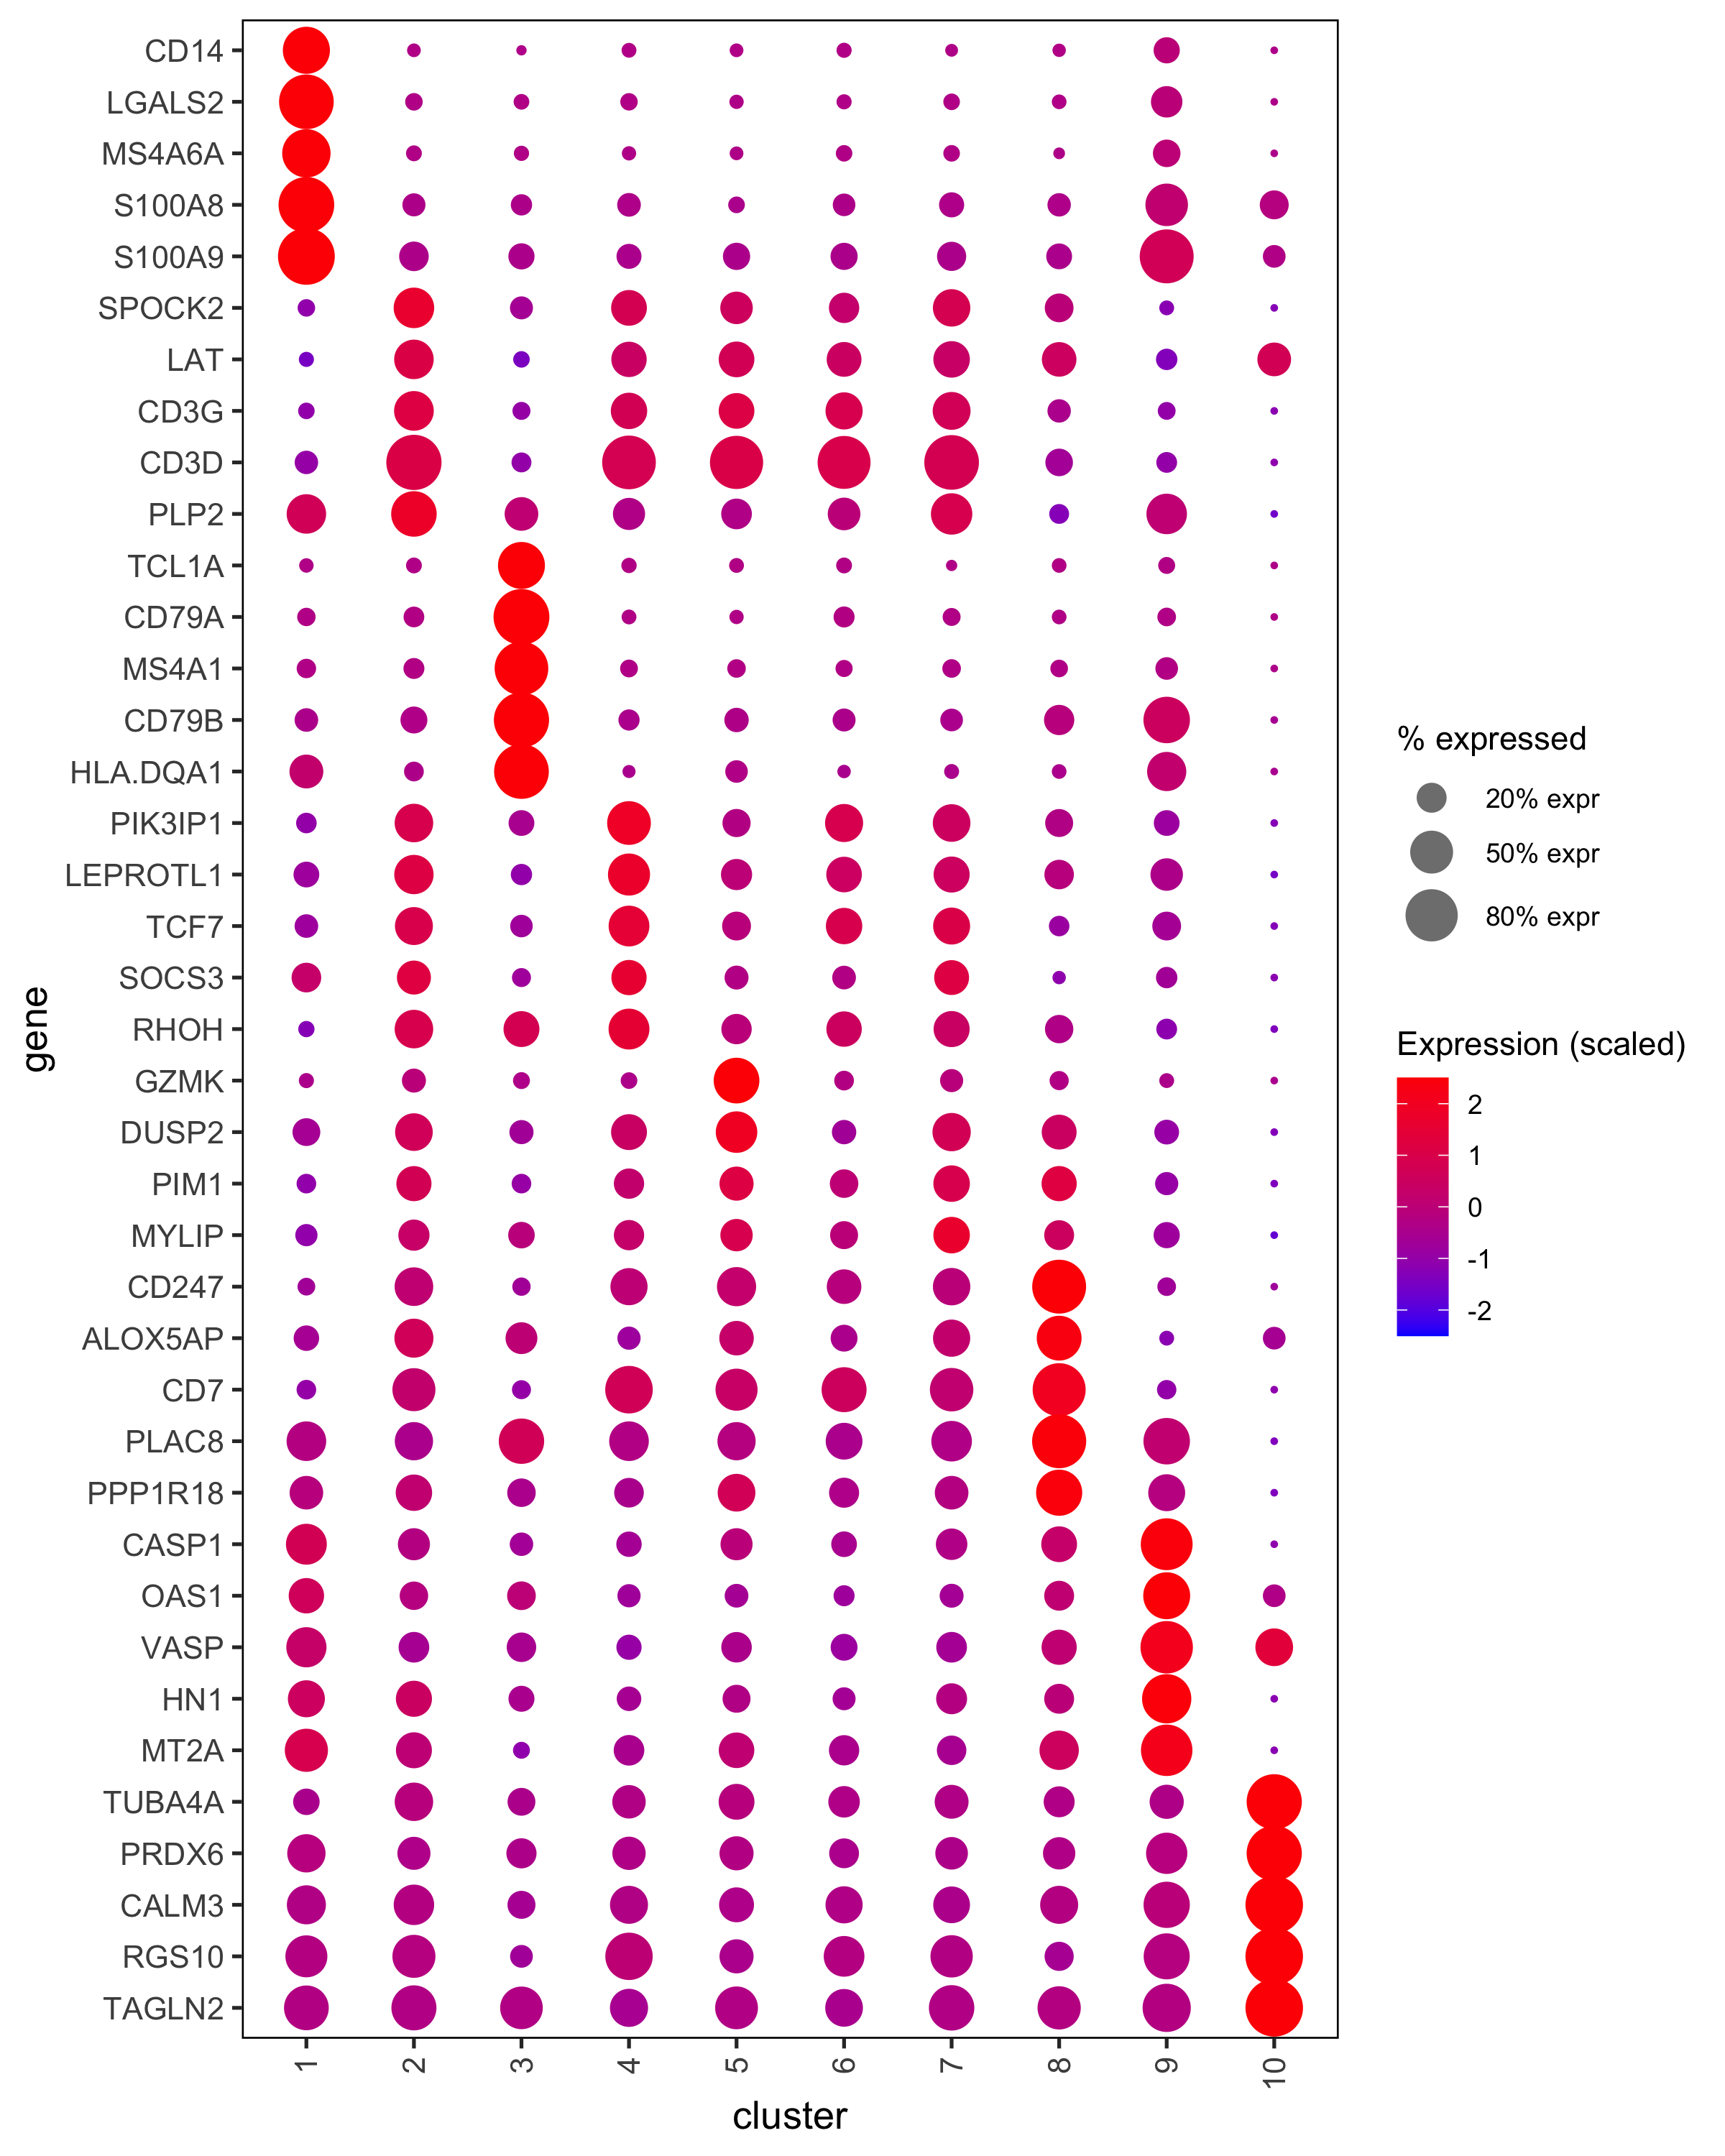 CD14
LGALS2
MS4A6A
S100A8
S100A9
SPOCK2
LAT
CD3G
CD3D
PLP2
TCL1A
CD79A
MS4A1
CD79B
HLA.DQA1
PIK3IP1
LEPROTL1
TCF7
SOCS3
RHOH
GZMK
DUSP2
PIM1
MYLIP
CD247
ALOX5AP
CD7
PLAC8
PPP1R18
CASP1
OAS1
VASP
HN1
MT2A
TUBA4A
PRDX6
CALM3
RGS10
TAGLN2
gene
1 2 3 4 5 6 7 8 9 10
cluster
% expressed
20% expr
50% expr
80% expr
Expression (scaled)
2
1
0
-1
-2